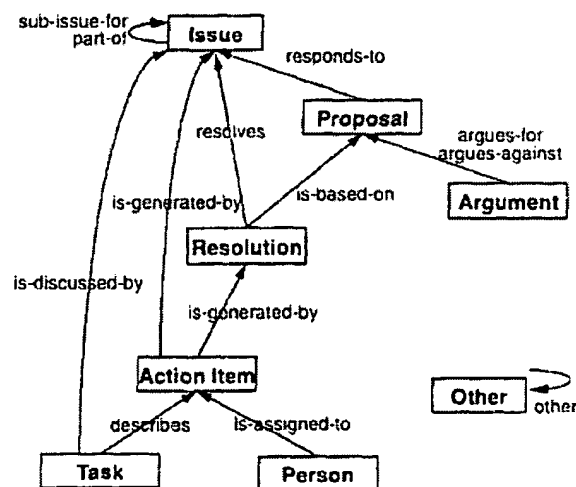 sub-issue-for
part-of
Issue
responds-to
Proposal
resolves
argues-for
argues-against
is-generated-by
is-based-on
Argument
Resolution
is-discussed-by
is-generated-by
Action Item
Other
other
describes
is-assigned-to
Task
Person